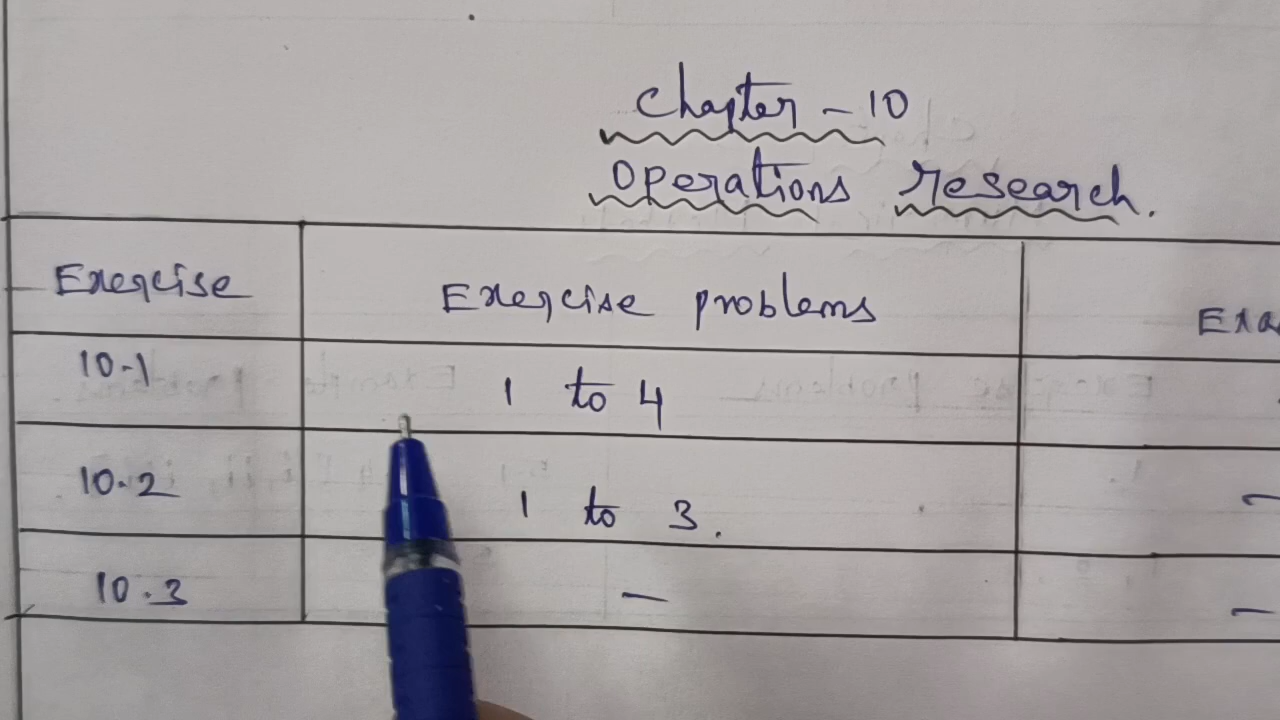 Chapter - 10
Operations research.
Exercise Exercise problems
10.1 1 to 4
10.2 1 to 3. -
10.3 - -